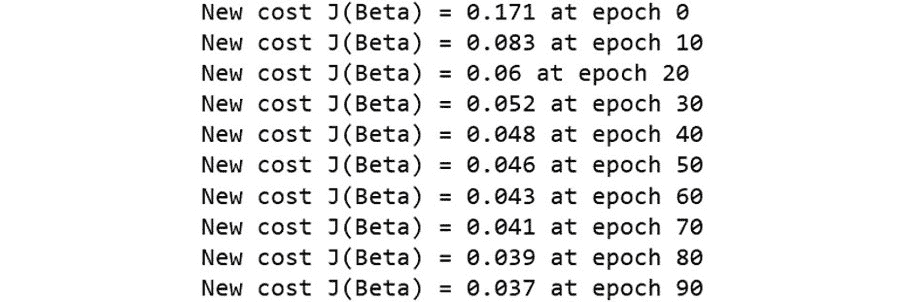 New cost J(Beta) = 0.171 at epoch 0
New cost J(Beta) = 0.083 at epoch 10
New cost J(Beta) = 0.06 at epoch 20
New cost J(Beta) = 0.052 at epoch 30
New cost J(Beta) = 0.048 at epoch 40
New cost J(Beta) = 0.046 at epoch 50
New cost J(Beta) = 0.043 at epoch 60
New cost J(Beta) = 0.041 at epoch 70
New cost J(Beta) = 0.039 at epoch 80
New cost J(Beta) = 0.037 at epoch 90